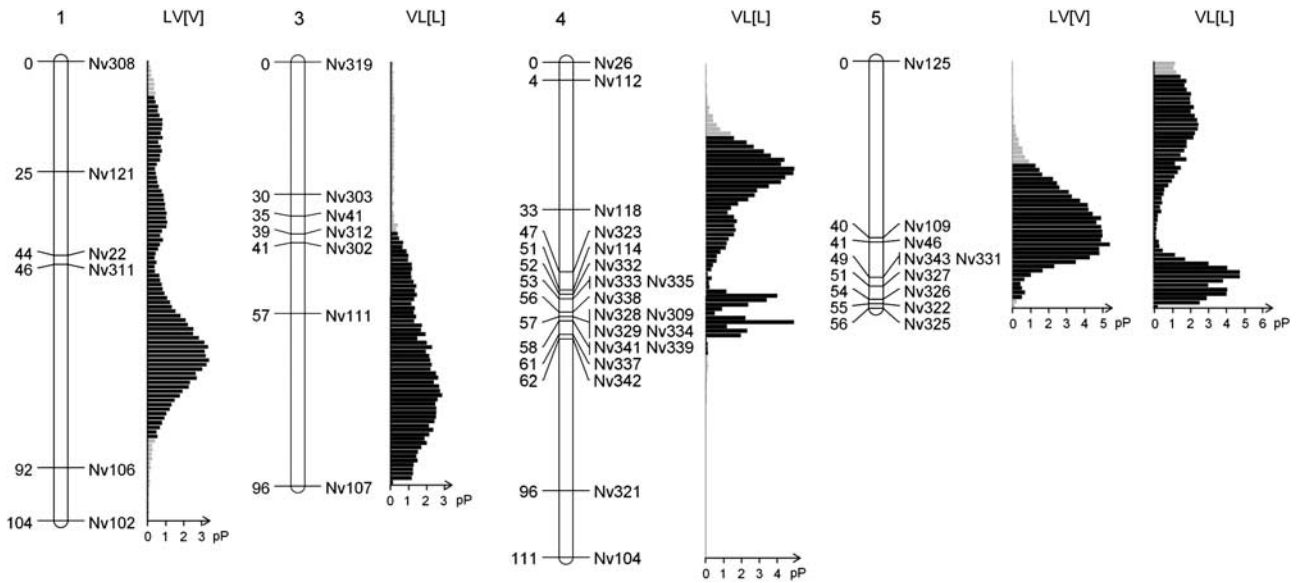 1 LV[V] 3 VL[L] 4 VL[L] 5 LV[V] VL[L]
0 Nv308
25 Nv121
44 Nv22
46 Nv311
92 Nv106
104 Nv102
0 1 2 3 pP
0 Nv319
30 Nv303
35 Nv41
39 Nv312
41 Nv302
57 Nv111
96 Nv107
0 1 2 3 pP
0 Nv26
4 Nv112
33 Nv118
47 Nv323
51 Nv114
52 Nv332
53 Nv333 Nv335
56 Nv338
57 Nv328 Nv309
Nv329 Nv334
58 Nv341 Nv339
61 Nv337
62 Nv342
96 Nv321
111 Nv104
0 1 2 3 4 pP
0 Nv125
40 Nv109
41 Nv46
49 Nv343 Nv331
51 Nv327
54 Nv326
55 Nv322
56 Nv325
0 1 2 3 4 5 pP
0 1 2 3 4 5 6 pP